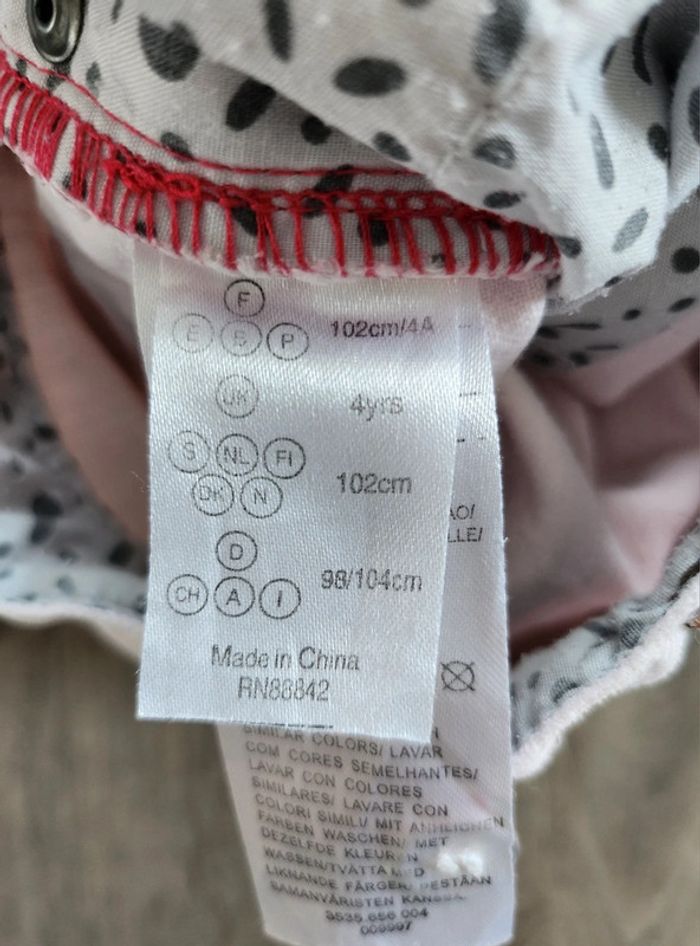 F
E B P 102cm/4A
UK 4yrs
S NL FI
DK N 102cm
D
CH A I 98/104cm
Made in China
RN88842
AO/
LLE/
SIMILAR COLORS/ LAVAR
COM CORES SEMELHANTES/
LAVAR CON COLORES
SIMILARES/ LAVARE CON
COLORI SIMILI/ MIT ÄHNLICHEN
FARBEN WASCHEN/ MET
DEZELFDE KLEUREN
WASSEN/TVÄTTA MED
LIKNANDE FÄRGER/ PESTÄÄN
SAMANVÄRISTEN KANSSA
3535 656 004
009997